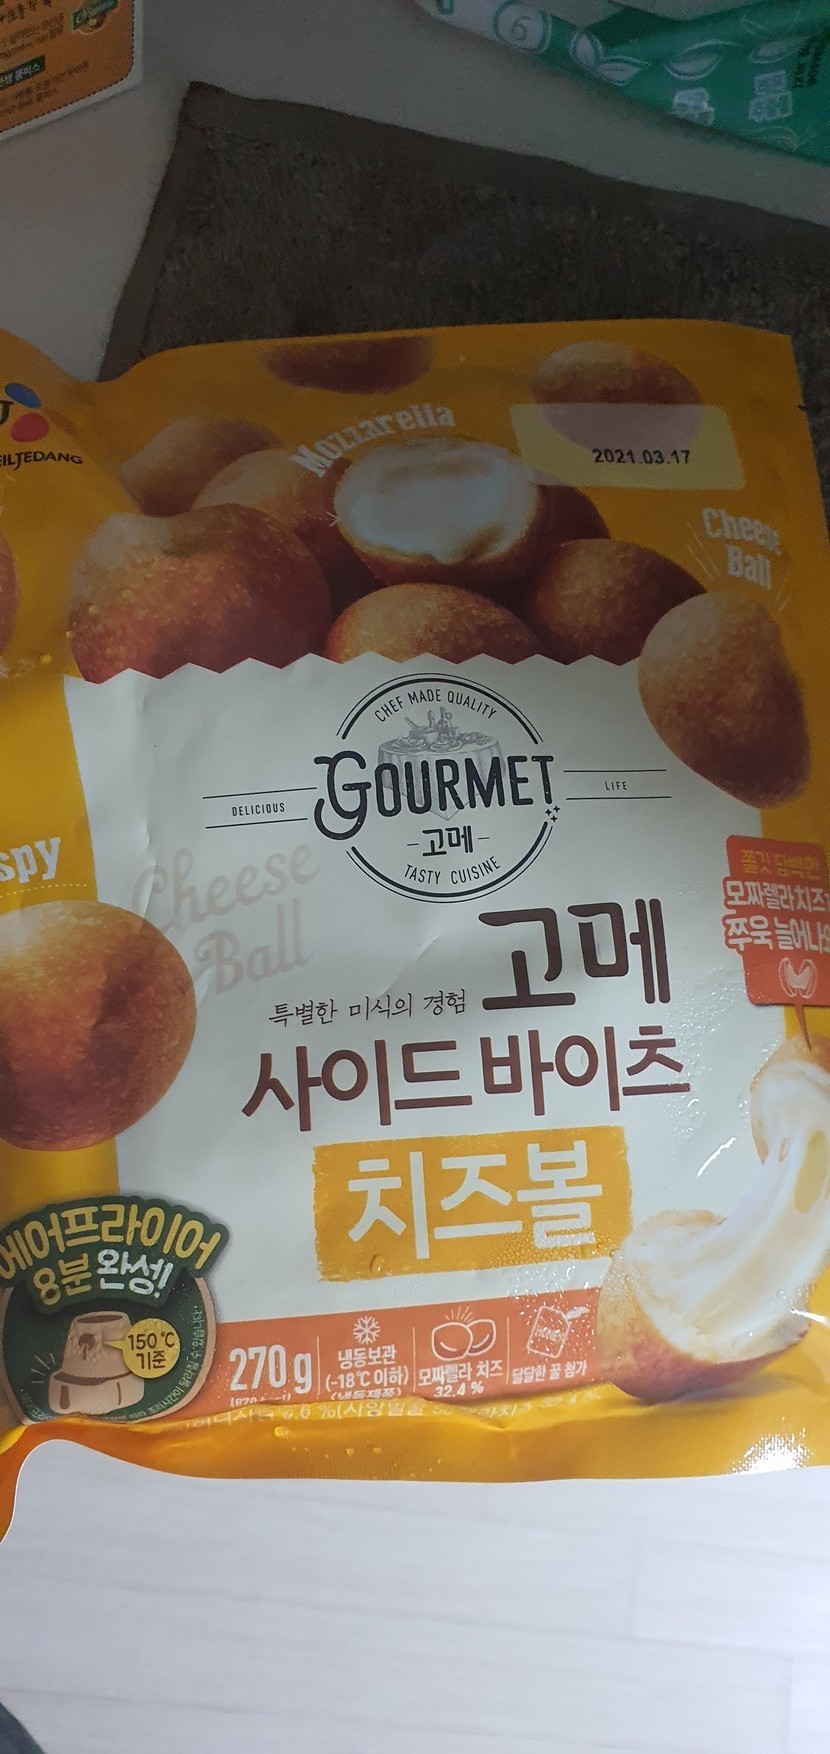 Mozzarella
2021.03.17
Cheese
Ball
CHEF MADE QUALITY
GOURMET
DELICIOUS
LIFE
-고메-
TASTY CUISINE
Cheese
Ball
쫄깃 담백한
모짜렐라치즈
쭈욱 늘어나
특별한 미식의 경험 고메
사이드 바이츠
치즈볼
에어프라이어
8분 완성!
150℃
기준
270g
냉동보관
(-18℃ 이하)
(냉동제품)
모짜렐라 치즈
32.4 %
달달한 꿀 첨가